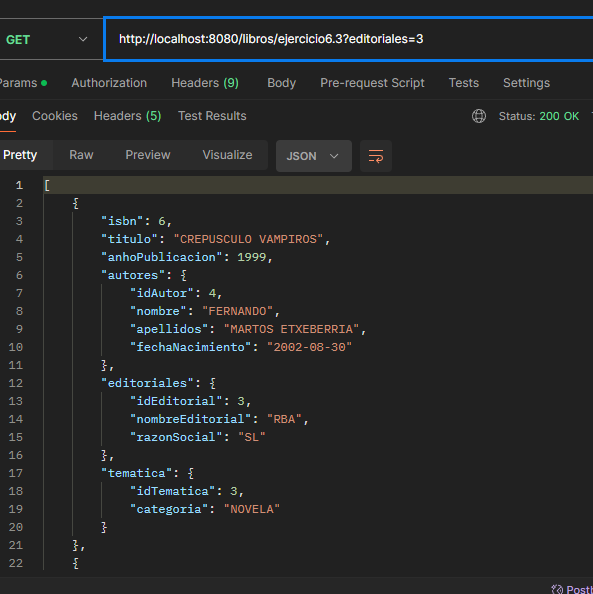 GET http://localhost:8080/libros/ejercicio6.3?editoriales=3
Params Authorization Headers (9) Body Pre-request Script Tests Settings
ody Cookies Headers (5) Test Results Status: 200 OK
Pretty Raw Preview Visualize JSON
1 [
2 {
3 "isbn": 6,
4 "titulo": "CREPUSCULO VAMPIROS",
5 "anhoPublicacion": 1999,
6 "autores": {
7 "idAutor": 4,
8 "nombre": "FERNANDO",
9 "apellidos": "MARTOS ETXEBERRIA",
10 "fechaNacimiento": "2002-08-30"
11 },
12 "editoriales": {
13 "idEditorial": 3,
14 "nombreEditorial": "RBA",
15 "razonSocial": "SL"
16 },
17 "tematica": {
18 "idTematica": 3,
19 "categoria": "NOVELA"
20 }
21 },
22 {
Postb